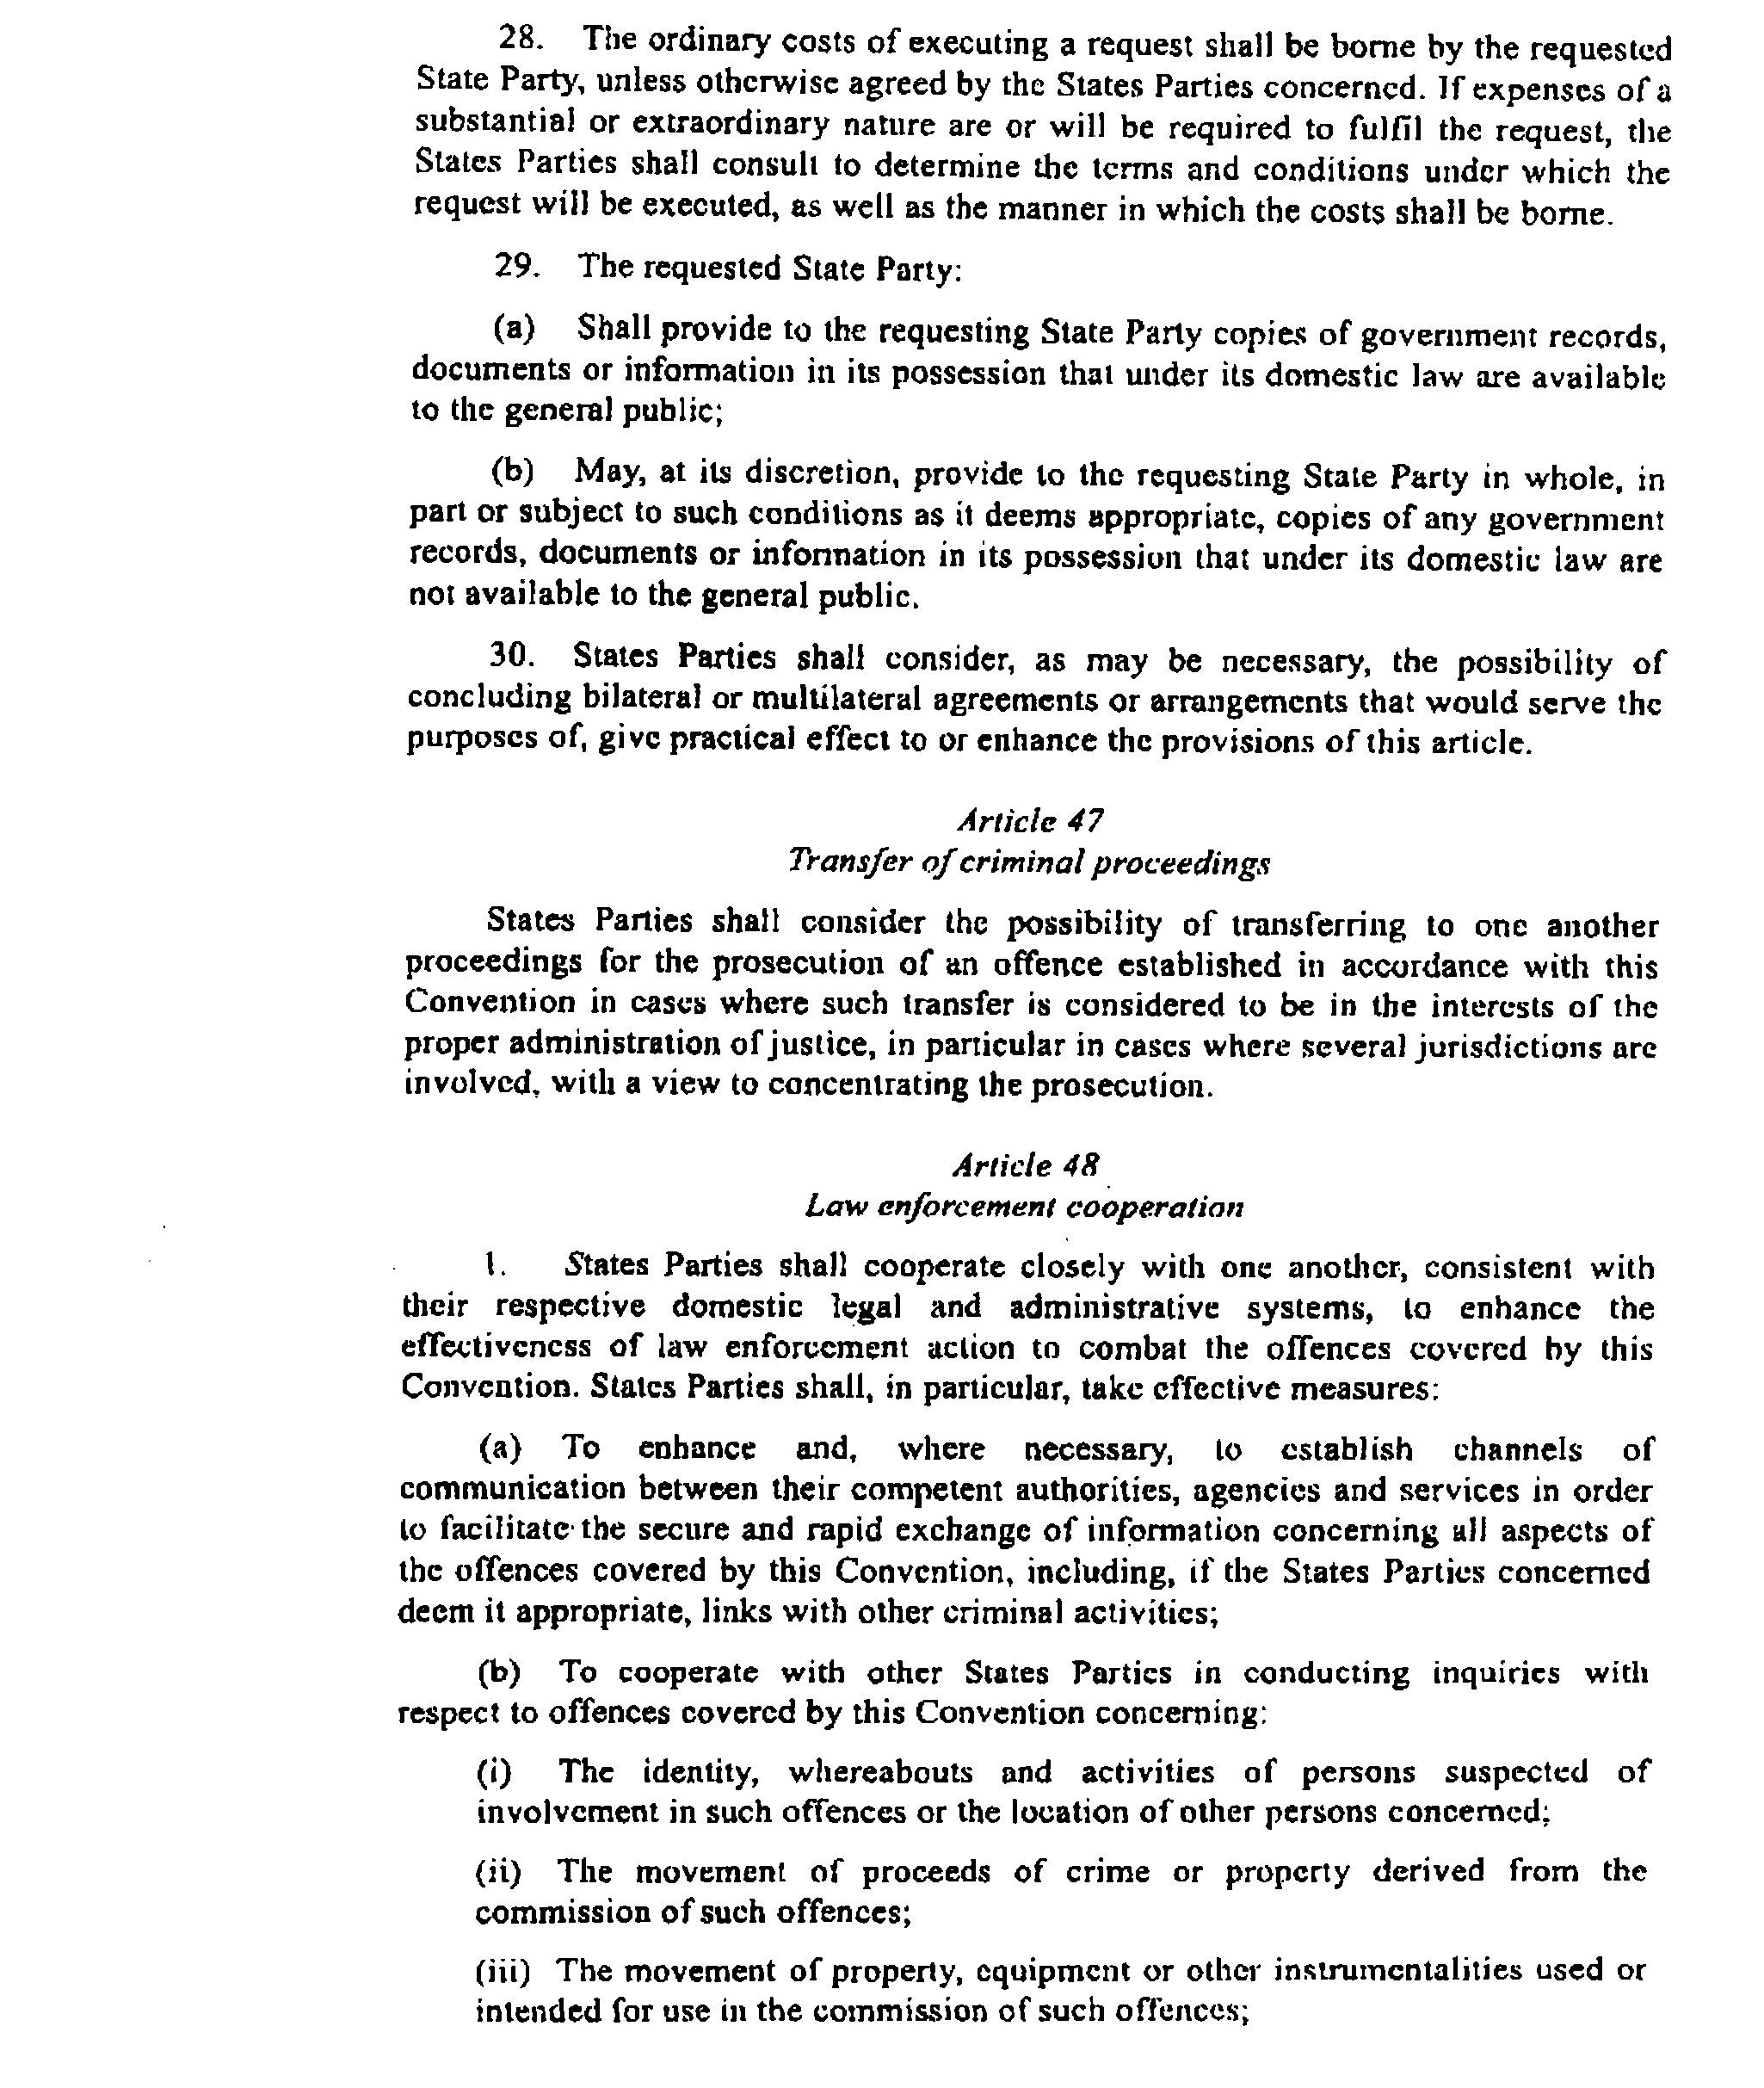 28. The ordinary costs of executing a request shall be borne by the requested
State Party, unless otherwise agreed by the States Parties concerned. If expenses of a
substantial or extraordinary nature are or will be required to fulfil the request, the
States Parties shall consult to determine the terms and conditions under which the
request will be executed, as well as the manner in which the costs shall be borne.
29. The requested State Party:
(a) Shall provide to the requesting State Party copies of government records,
documents or information in its possession that under its domestic law are available
to the general public;
(b) May, at its discretion, provide to the requesting State Party in whole, in
part or subject to such conditions as it deems appropriate, copies of any government
records, documents or information in its possession that under its domestic law are
not available to the general public.
30. States Parties shall consider, as may be necessary, the possibility of
concluding bilateral or multilateral agreements or arrangements that would serve the
purposes of, give practical effect to or enhance the provisions of this article.
Article 47
Transfer of criminal proceedings
States Parties shall consider the possibility of transferring to one another
proceedings for the prosecution of an offence established in accordance with this
Convention in cases where such transfer is considered to be in the interests of the
proper administration of justice, in particular in cases where several jurisdictions are
involved, with a view to concentrating the prosecution.
Article 48
Law enforcement cooperation
1. States Parties shall cooperate closely with one another, consistent with
their respective domestic legal and administrative systems, to enhance the
effectiveness of law enforcement action to combat the offences covered by this
Convention. States Parties shall, in particular, take effective measures:
(a) To enhance and, where necessary, to establish channels of
communication between their competent authorities, agencies and services in order
to facilitate the secure and rapid exchange of information concerning all aspects of
the offences covered by this Convention, including, if the States Parties concerned
deem it appropriate, links with other criminal activities;
(b) To cooperate with other States Parties in conducting inquiries with
respect to offences covered by this Convention concerning:
(i) The identity, whereabouts and activities of persons suspected of
involvement in such offences or the location of other persons concerned;
(ii) The movement of proceeds of crime or property derived from the
commission of such offences;
(iii) The movement of property, equipment or other instrumentalities used or
intended for use in the commission of such offences;